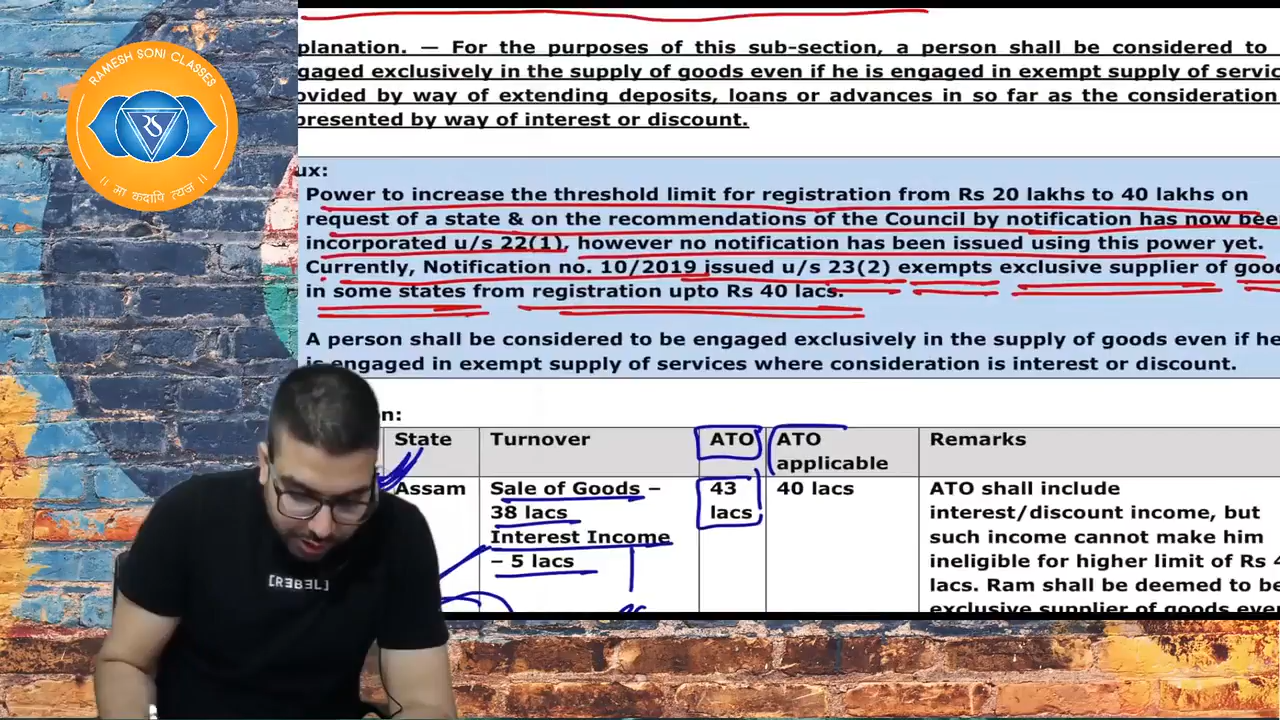 RAMESH SONI CLASSES
!! मा कदापि त्यज !!
planation. — For the purposes of this sub-section, a person shall be considered to
gaged exclusively in the supply of goods even if he is engaged in exempt supply of servic
ovided by way of extending deposits, loans or advances in so far as the consideration
presented by way of interest or discount.
ux:
Power to increase the threshold limit for registration from Rs 20 lakhs to 40 lakhs on
request of a state & on the recommendations of the Council by notification has now bee
incorporated u/s 22(1), however no notification has been issued using this power yet.
Currently, Notification no. 10/2019 issued u/s 23(2) exempts exclusive supplier of good
in some states from registration upto Rs 40 lacs.
A person shall be considered to be engaged exclusively in the supply of goods even if he
is engaged in exempt supply of services where consideration is interest or discount.
n:
State Turnover ATO ATO applicable Remarks
Assam Sale of Goods – 43 40 lacs ATO shall include
38 lacs lacs interest/discount income, but
Interest Income such income cannot make him
– 5 lacs ineligible for higher limit of Rs 4
lacs. Ram shall be deemed to be
exclusive supplier of goods even
[REBEL]